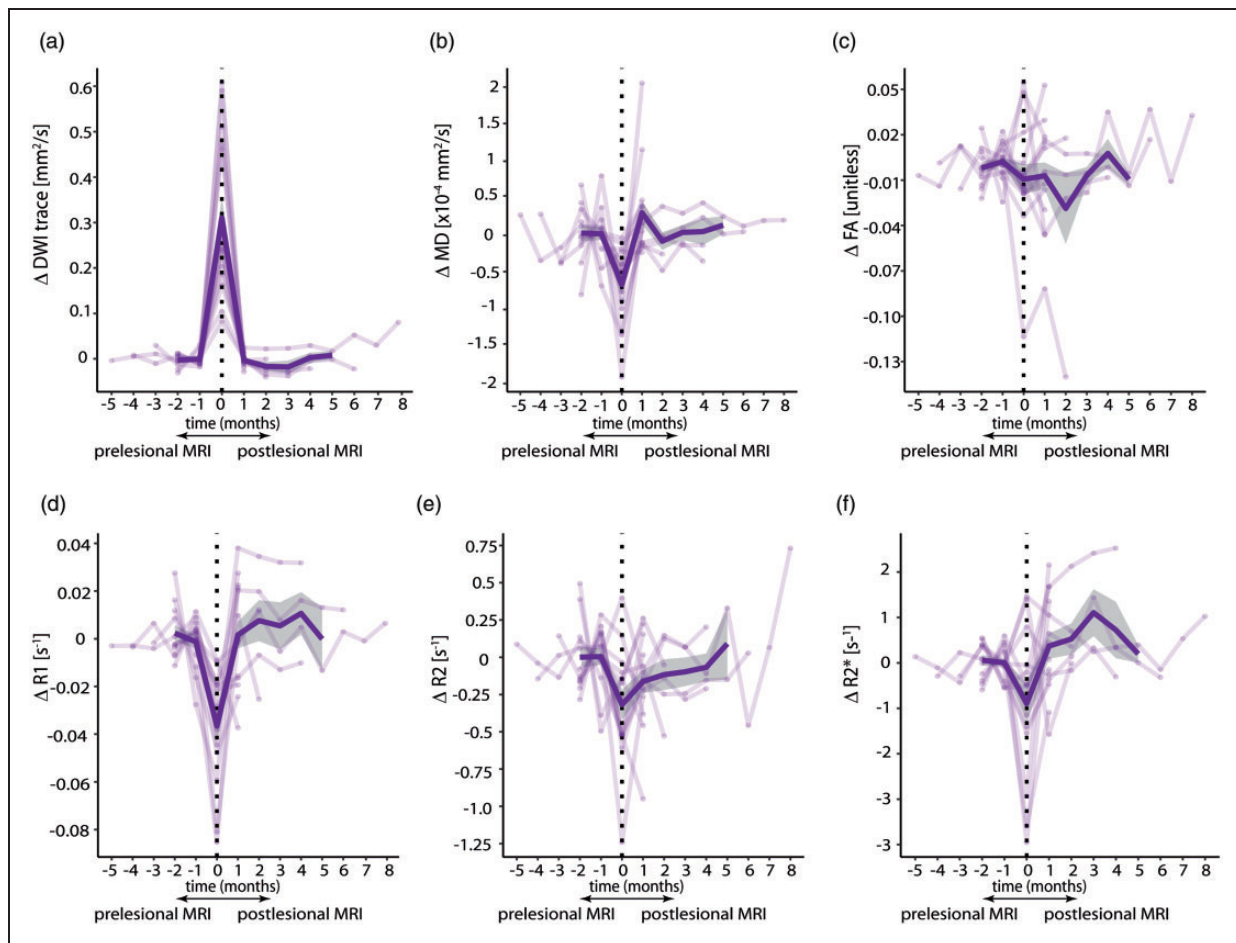 (a)
Δ DWI trace [mm²/s]
0.6
0.5
0.4
0.3
0.2
0.1
0
-5 -4 -3 -2 -1 0 1 2 3 4 5 6 7 8
time (months)
prelesional MRI postlesional MRI
(b)
Δ MD [x10⁻⁴ mm²/s]
2
1.5
1
0.5
0
-0.5
-1
-1.5
-2
-5 -4 -3 -2 -1 0 1 2 3 4 5 6 7 8
time (months)
prelesional MRI postlesional MRI
(c)
Δ FA [unitless]
0.05
0.02
-0.01
-0.04
-0.07
-0.10
-0.13
-5 -4 -3 -2 -1 0 1 2 3 4 5 6 7 8
time (months)
prelesional MRI postlesional MRI
(d)
Δ R1 [s⁻¹]
0.04
0.02
0
-0.02
-0.04
-0.06
-0.08
-5 -4 -3 -2 -1 0 1 2 3 4 5 6 7 8
time (months)
prelesional MRI postlesional MRI
(e)
Δ R2 [s⁻¹]
0.75
0.5
0.25
0
-0.25
-0.5
-0.75
-1.0
-1.25
-5 -4 -3 -2 -1 0 1 2 3 4 5 6 7 8
time (months)
prelesional MRI postlesional MRI
(f)
Δ R2* [s⁻¹]
2
1
0
-1
-2
-3
-3
-5 -4 -3 -2 -1 0 1 2 3 4 5 6 7 8
time (months)
prelesional MRI postlesional MRI